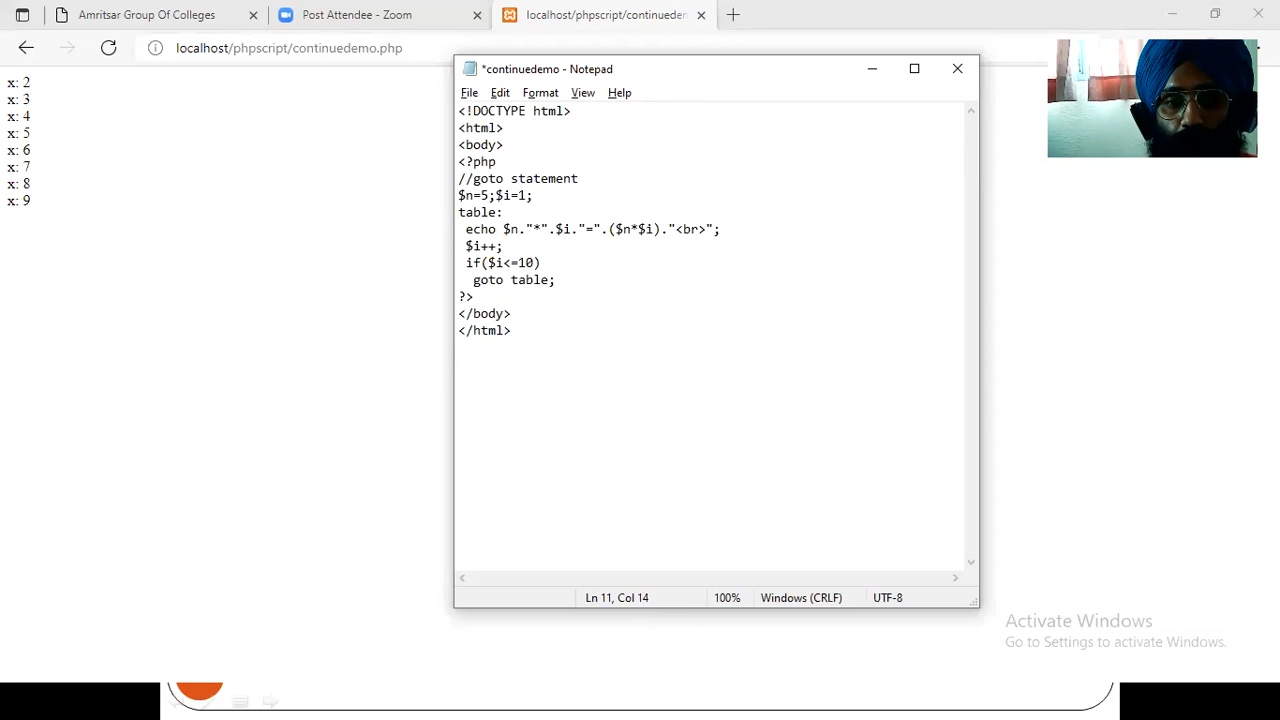 Amritsar Group Of Colleges
Post Attendee - Zoom
localhost/phpscript/continueden
localhost/phpscript/continuedemo.php
x: 2
x: 3
x: 4
x: 5
x: 6
x: 7
x: 8
x: 9
*continuedemo - Notepad
File Edit Format View Help
<!DOCTYPE html>
<html>
<body>
<?php
//goto statement
$n=5;$i=1;
table:
 echo $n."*".$i."=".($n*$i)."<br>";
 $i++;
 if($i<=10)
  goto table;
?>
</body>
</html>
Ln 11, Col 14 100% Windows (CRLF) UTF-8
Activate Windows
Go to Settings to activate Windows.